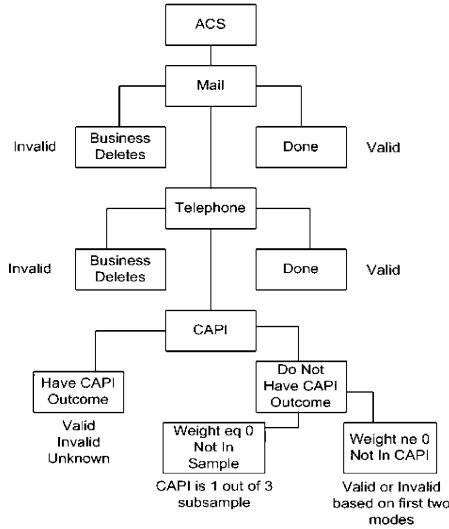 ACS
Mail
Invalid
Business
Deletes
Done
Valid
Telephone
Invalid
Business
Deletes
Done
Valid
CAPI
Have CAPI
Outcome
Valid
Invalid
Unknown
Do Not
Have CAPI
Outcome
Weight eq 0
Not In
Sample
CAPI is 1 out of 3
subsample
Weight ne 0
Not In CAPI
Valid or Invalid
based on first two
modes